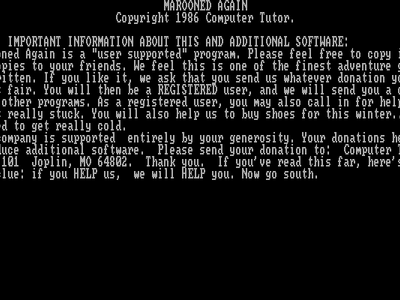 MAROONED AGAIN
Copyright 1986 Computer Tutor.
IMPORTANT INFORMATION ABOUT THIS AND ADDITIONAL SOFTWARE:
ned Again is a "user supported" program. Please feel free to copy i
pies to your friends. We feel this is one of the finest adventure g
itten. If you like it, we ask that you send us whatever donation yo
s fair. You will then be a REGISTERED user, and we will send you a c
other programs. As a registered user, you may also call in for help
s really stuck. You will also help us to buy shoes for this winter..
ed to get really cold.
company is supported  entirely by your generosity. Your donations he
duce additional software.  Please send your donation to:  Computer T
101  Joplin, MO 64802.  Thank you.  If you've read this far, here's
lue: if you HELP us,  we will HELP you. Now go south.